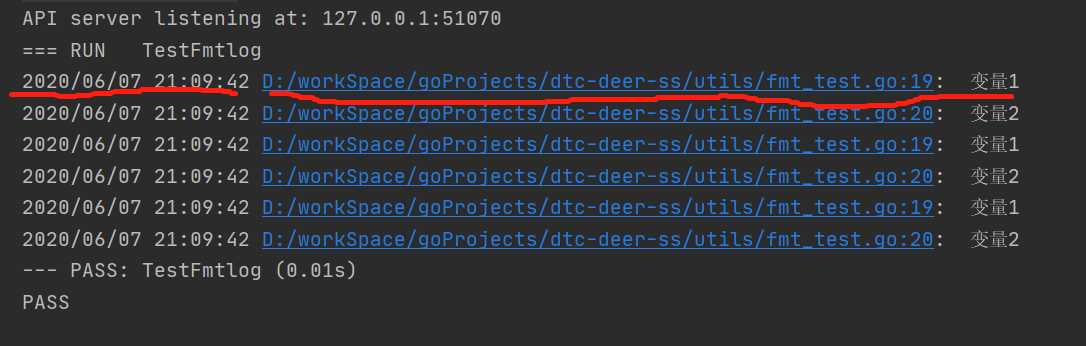 API server listening at: 127.0.0.1:51070
=== RUN   TestFmtlog
2020/06/07 21:09:42 D:/workSpace/goProjects/dtc-deer-ss/utils/fmt_test.go:19:  变量1
2020/06/07 21:09:42 D:/workSpace/goProjects/dtc-deer-ss/utils/fmt_test.go:20:  变量2
2020/06/07 21:09:42 D:/workSpace/goProjects/dtc-deer-ss/utils/fmt_test.go:19:  变量1
2020/06/07 21:09:42 D:/workSpace/goProjects/dtc-deer-ss/utils/fmt_test.go:20:  变量2
2020/06/07 21:09:42 D:/workSpace/goProjects/dtc-deer-ss/utils/fmt_test.go:19:  变量1
2020/06/07 21:09:42 D:/workSpace/goProjects/dtc-deer-ss/utils/fmt_test.go:20:  变量2
--- PASS: TestFmtlog (0.01s)
PASS